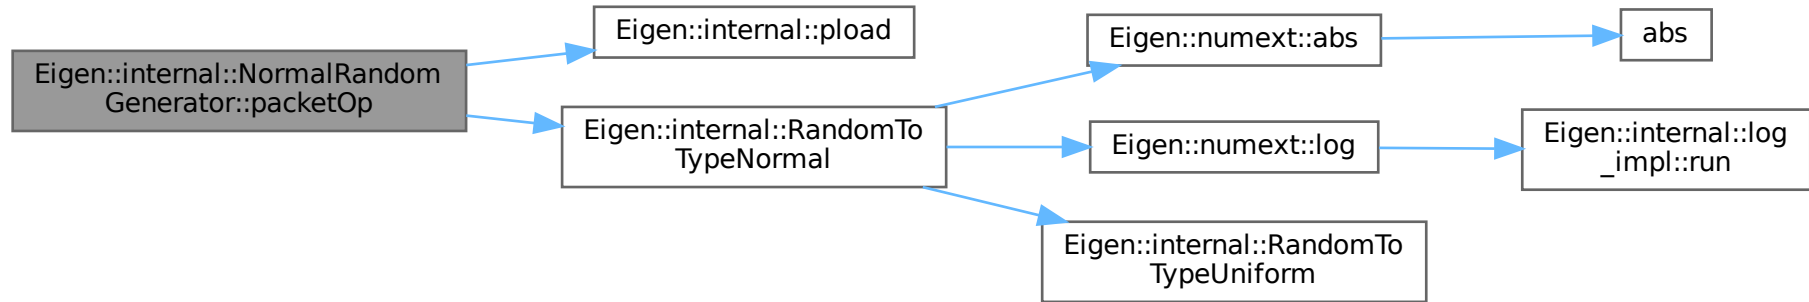 Eigen::internal::NormalRandom
Generator::packetOp
Eigen::internal::pload
Eigen::internal::RandomTo
TypeNormal
Eigen::numext::abs
abs
Eigen::numext::log
Eigen::internal::log
_impl::run
Eigen::internal::RandomTo
TypeUniform